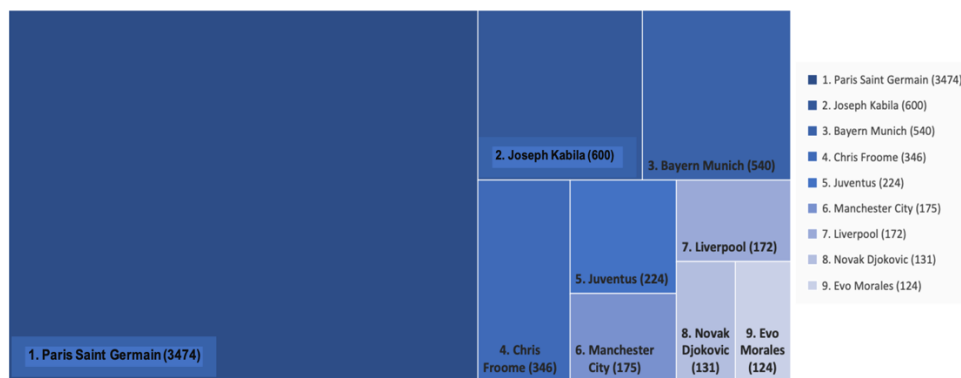 1. Paris Saint Germain (3474)
2. Joseph Kabila (600)
3. Bayern Munich (540)
4. Chris
Froome (346)
5. Juventus (224)
6. Manchester
City (175)
7. Liverpool (172)
8. Novak
Djokovic
(131)
9. Evo
Morales
(124)
1. Paris Saint Germain (3474)
2. Joseph Kabila (600)
3. Bayern Munich (540)
4. Chris Froome (346)
5. Juventus (224)
6. Manchester City (175)
7. Liverpool (172)
8. Novak Djokovic (131)
9. Evo Morales (124)